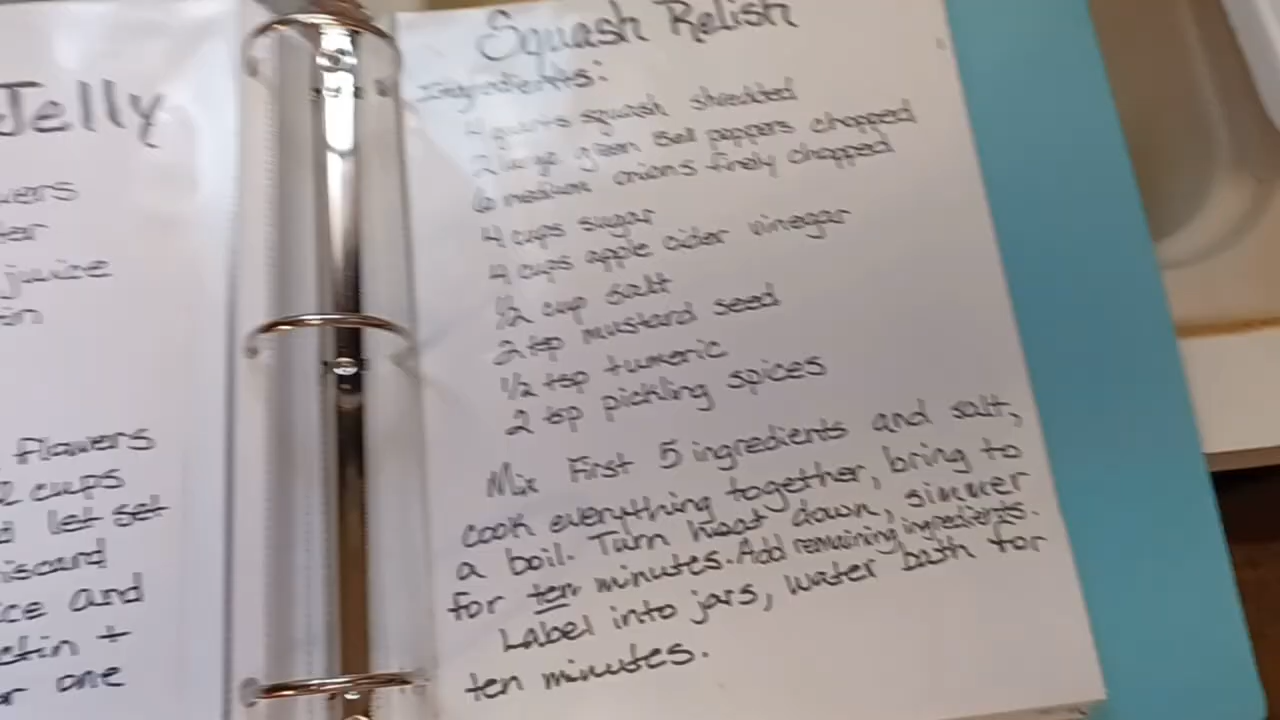 Jelly
juice
flowers
2 cups
let set
and
one
Squash Relish
Ingredients:
4 quarts squash shredded
2 large green Bell peppers chopped
6 medium onions finely chopped
4 cups sugar
4 cups apple cider vinegar
1/2 cup salt
2 tsp mustard seed
1/2 tsp tumeric
2 tsp pickling spices
Mix First 5 ingredients and salt,
cook everything together, bring to
a boil. Turn heat down, simmer
for ten minutes. Add remaining ingredients.
Label into jars, water bath for
ten minutes.